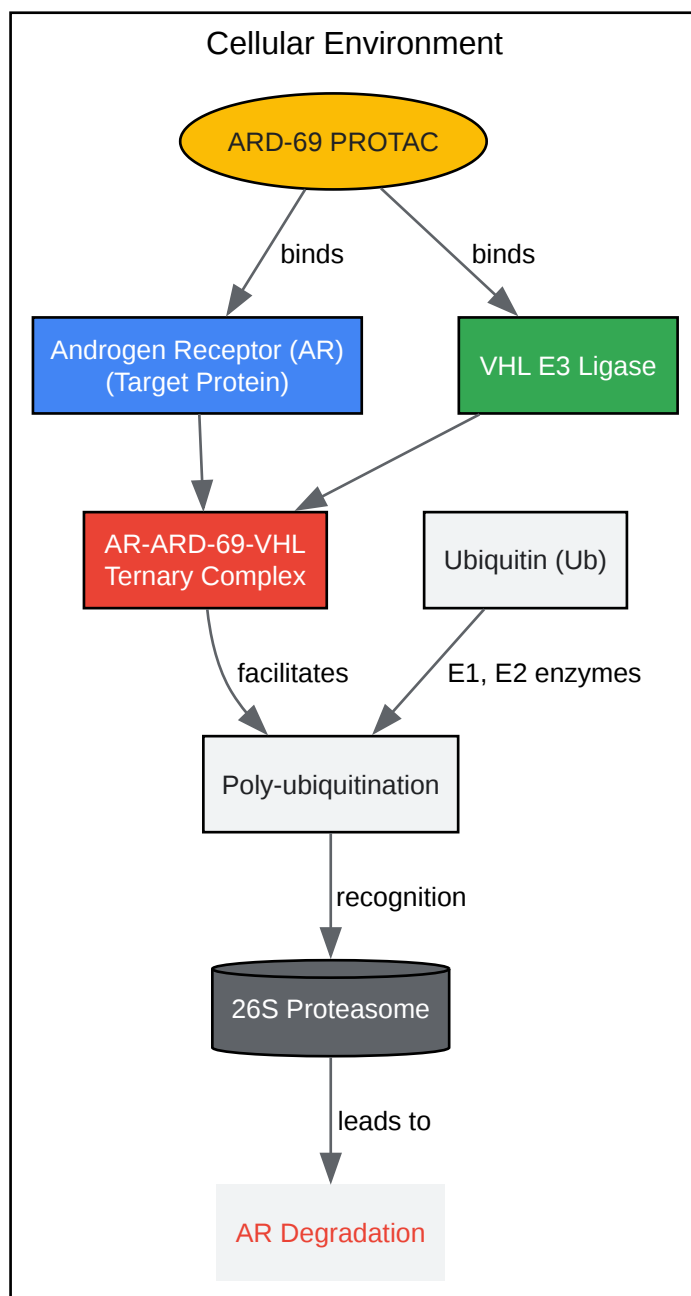 Cellular Environment
ARD-69 PROTAC
binds
binds
Androgen Receptor (AR)
(Target Protein)
VHL E3 Ligase
AR-ARD-69-VHL
Ternary Complex
Ubiquitin (Ub)
facilitates
E1, E2 enzymes
Poly-ubiquitination
recognition
26S Proteasome
leads to
AR Degradation